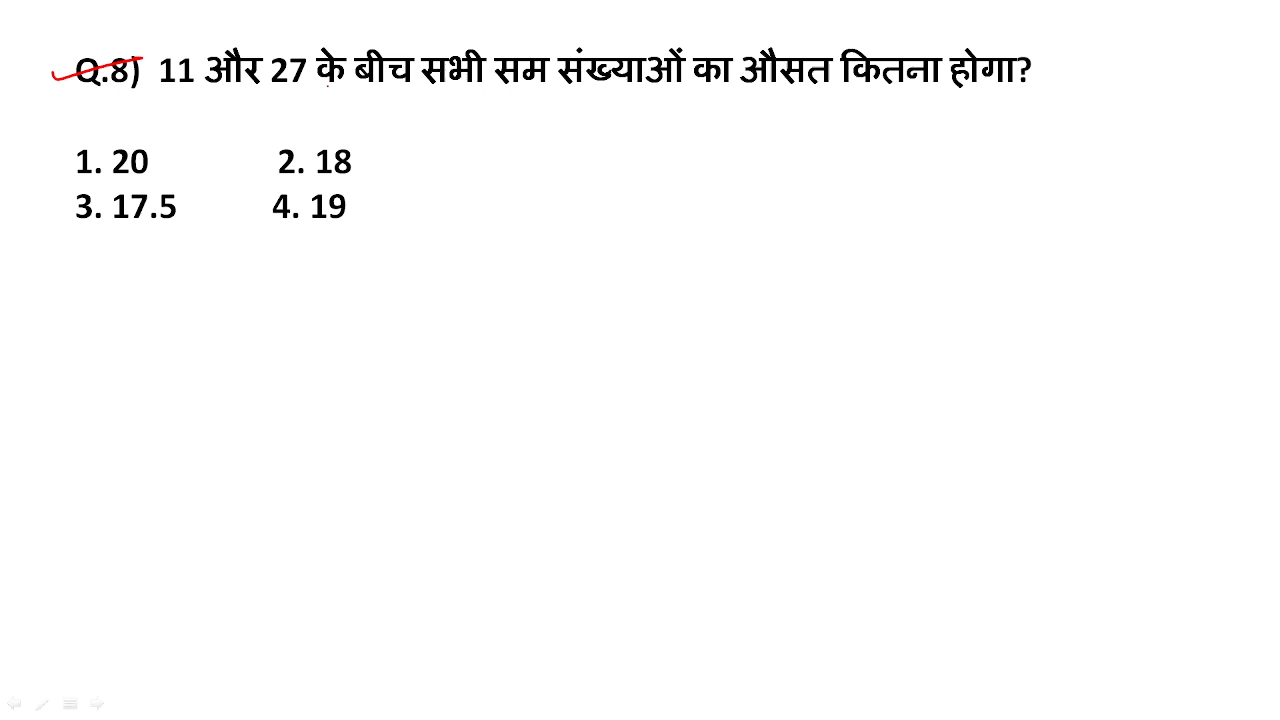 Q.8) 11 और 27 के बीच सभी सम संख्याओं का औसत कितना होगा?
1. 20 2. 18
3. 17.5 4. 19